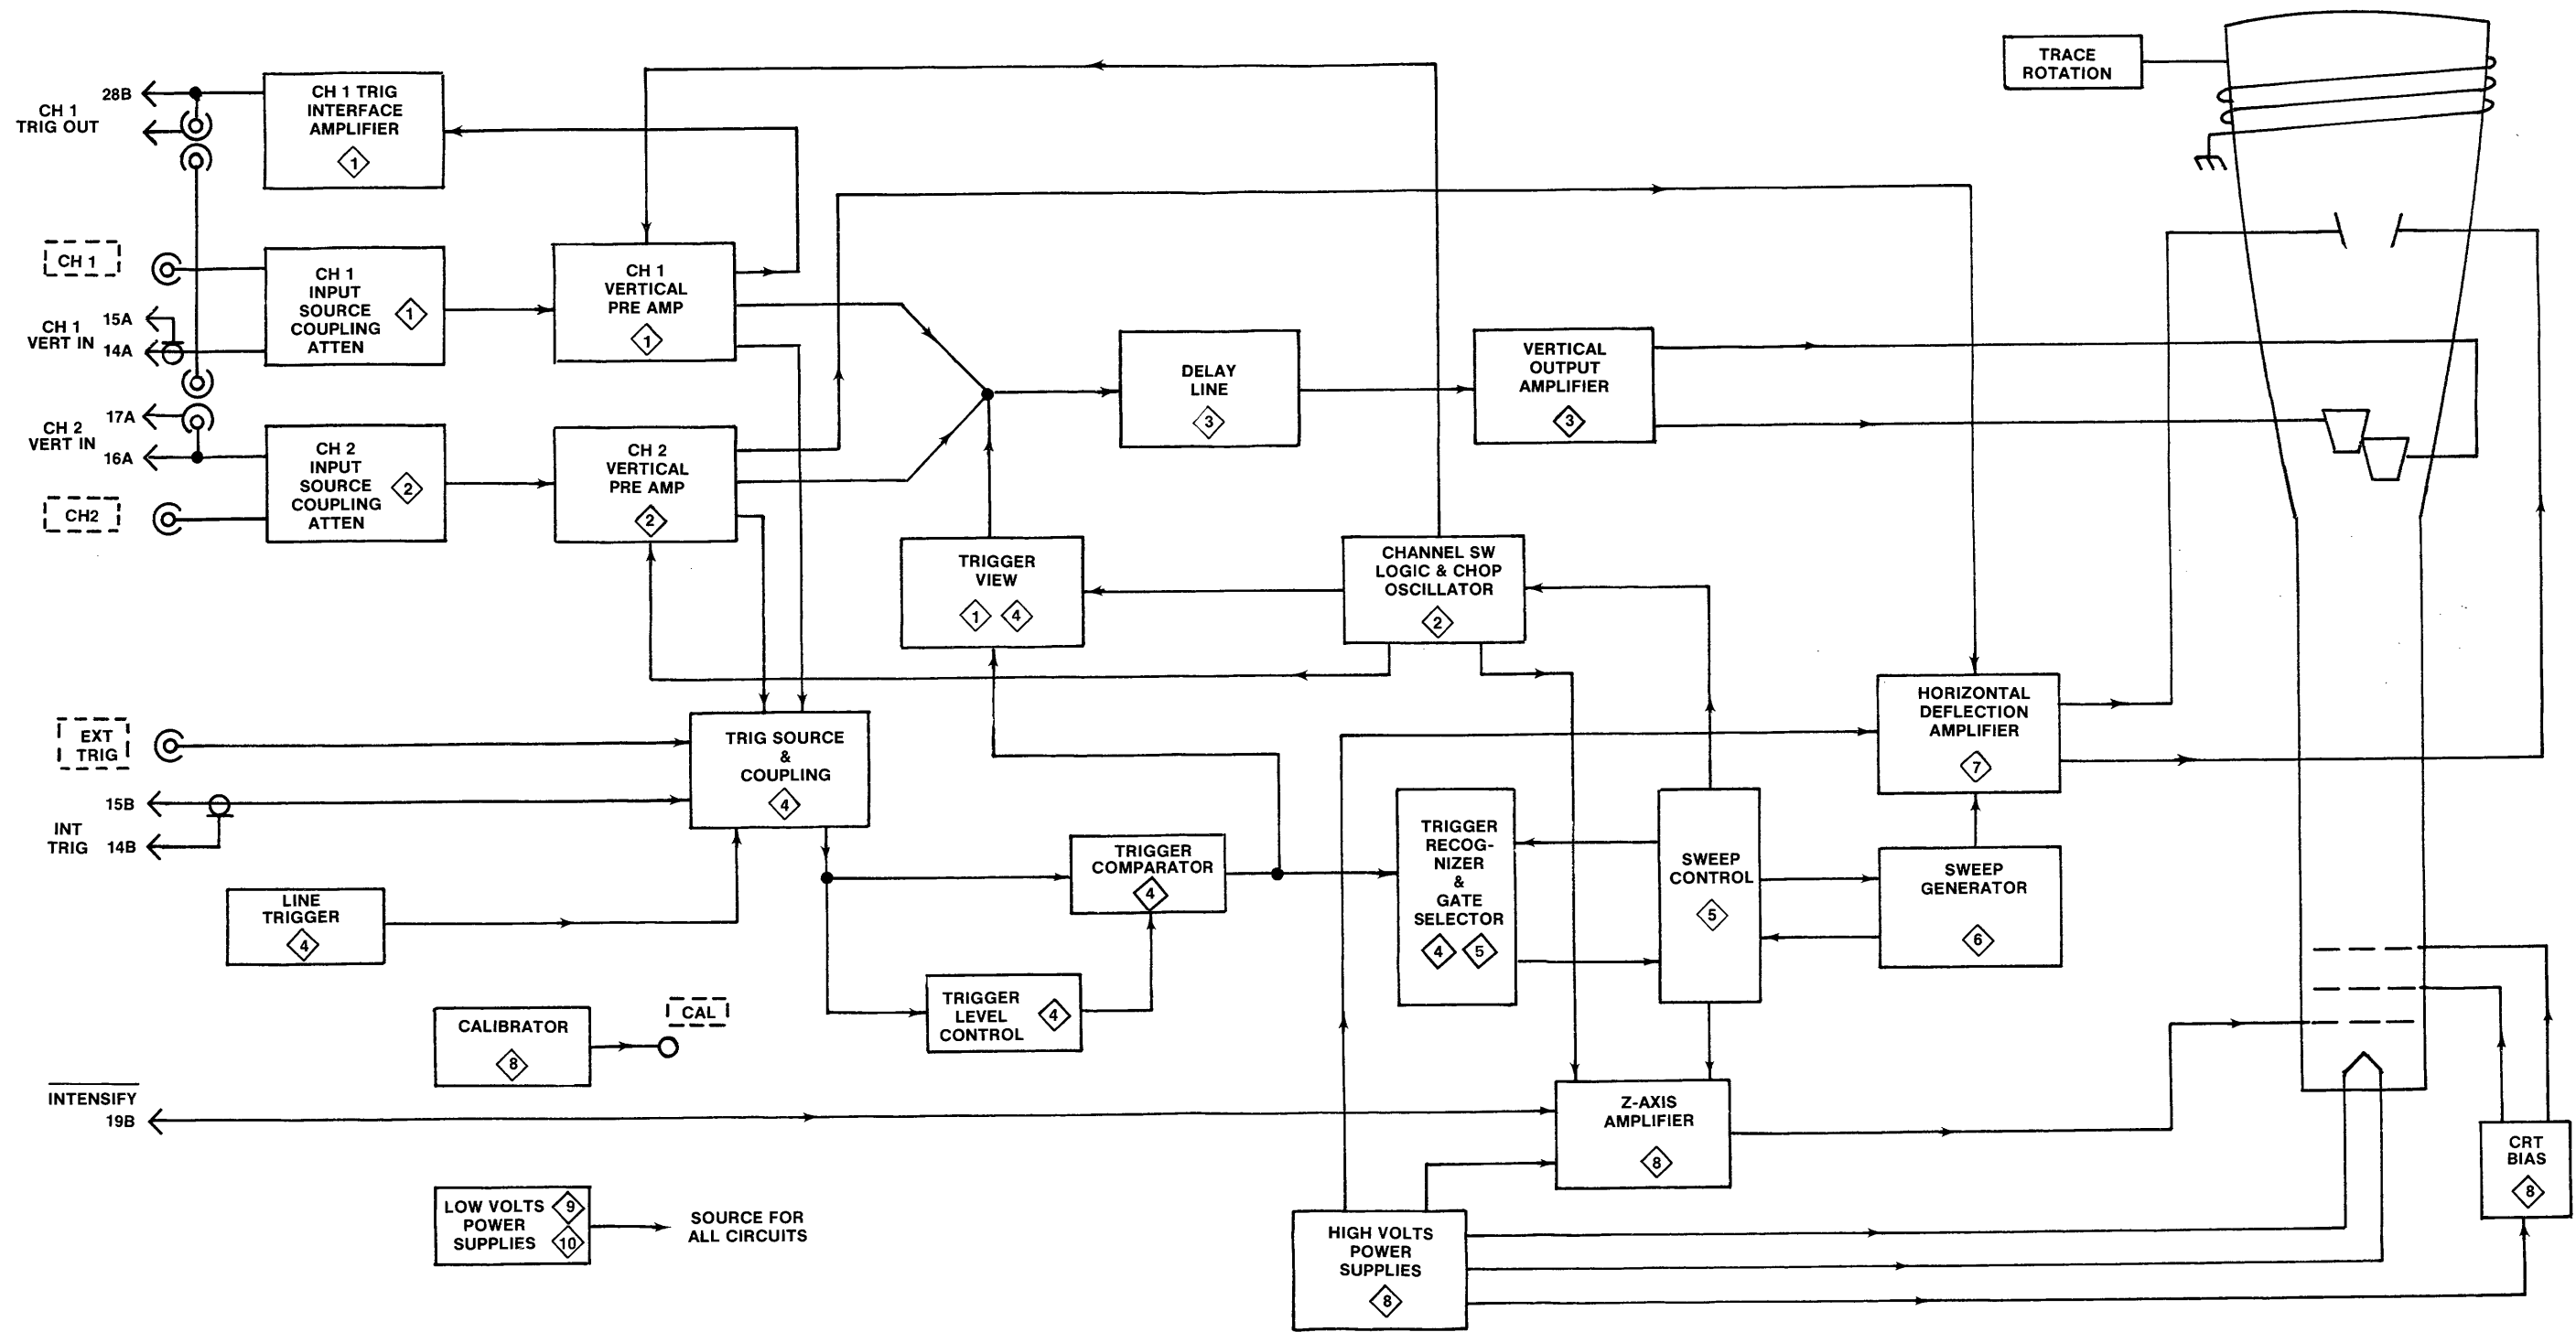 TRACE
ROTATION
28B
CH 1
TRIG OUT
CH 1 TRIG
INTERFACE
AMPLIFIER
1
CH 1
15A
CH 1
VERT IN
14A
CH 1
INPUT
SOURCE
COUPLING
ATTEN
1
CH 1
VERTICAL
PRE AMP
1
17A
CH 2
VERT IN
16A
CH2
CH 2
INPUT
SOURCE
COUPLING
ATTEN
2
CH 2
VERTICAL
PRE AMP
2
DELAY
LINE
3
VERTICAL
OUTPUT
AMPLIFIER
3
TRIGGER
VIEW
1 4
CHANNEL SW
LOGIC & CHOP
OSCILLATOR
2
HORIZONTAL
DEFLECTION
AMPLIFIER
7
EXT
TRIG
15B
INT
TRIG 14B
TRIG SOURCE
&
COUPLING
4
LINE
TRIGGER
4
TRIGGER
COMPARATOR
4
TRIGGER
LEVEL
CONTROL
4
TRIGGER
RECOG-
NIZER
&
GATE
SELECTOR
4 5
SWEEP
CONTROL
5
SWEEP
GENERATOR
6
CALIBRATOR
8
CAL
INTENSIFY
19B
Z-AXIS
AMPLIFIER
8
CRT
BIAS
8
LOW VOLTS
POWER
SUPPLIES
9
10
SOURCE FOR
ALL CIRCUITS
HIGH VOLTS
POWER
SUPPLIES
8